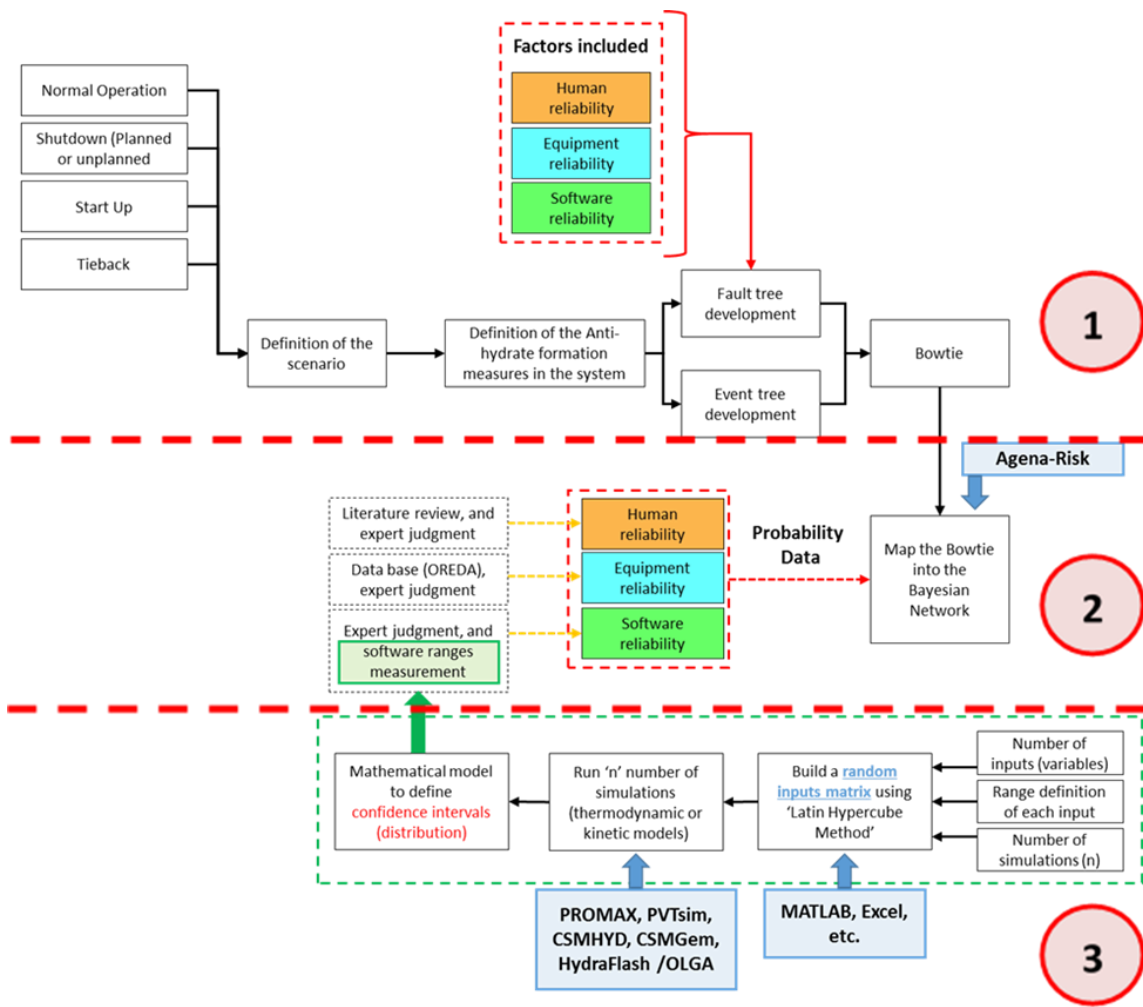 Factors included
Human
reliability
Equipment
reliability
Software
reliability
Normal Operation
Shutdown (Planned
or unplanned
Start Up
Tieback
Definition of the
scenario
Definition of the Anti-
hydrate formation
measures in the system
Fault tree
development
Event tree
development
Bowtie
1
Agena-Risk
Literature review, and
expert judgment
Data base (OREDA),
expert judgment
Expert judgment, and
software ranges
measurement
Human
reliability
Equipment
reliability
Software
reliability
Probability
Data
Map the Bowtie
into the
Bayesian
Network
2
Mathematical model
to define
confidence intervals
(distribution)
Run ‘n’ number of
simulations
(thermodynamic or
kinetic models)
Build a random
inputs matrix using
‘Latin Hypercube
Method’
Number of
inputs (variables)
Range definition
of each input
Number of
simulations (n)
PROMAX, PVTsim,
CSMHYD, CSMGem,
HydraFlash /OLGA
MATLAB, Excel,
etc.
3